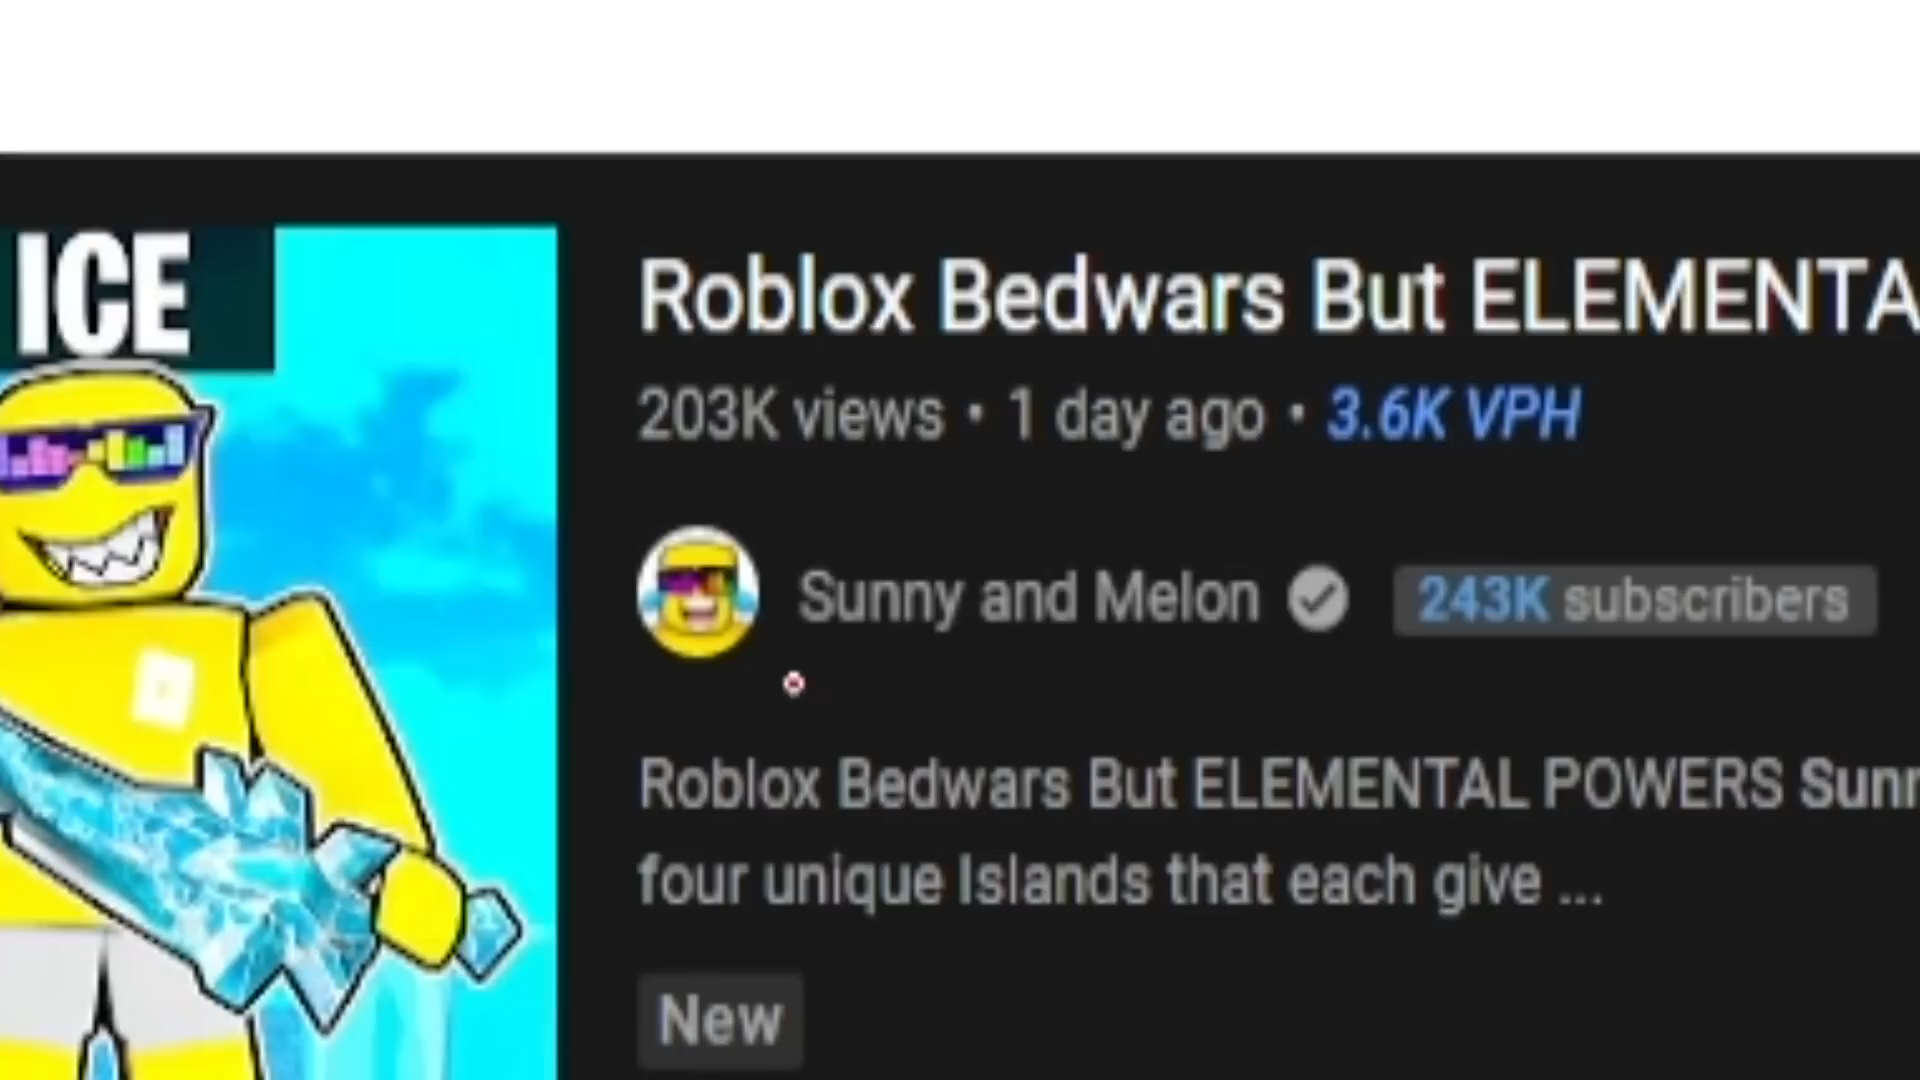 ICE
Roblox Bedwars But ELEMENTA
203K views • 1 day ago • 3.6K VPH
Sunny and Melon 243K subscribers
Roblox Bedwars But ELEMENTAL POWERS Sunn
four unique Islands that each give ...
New